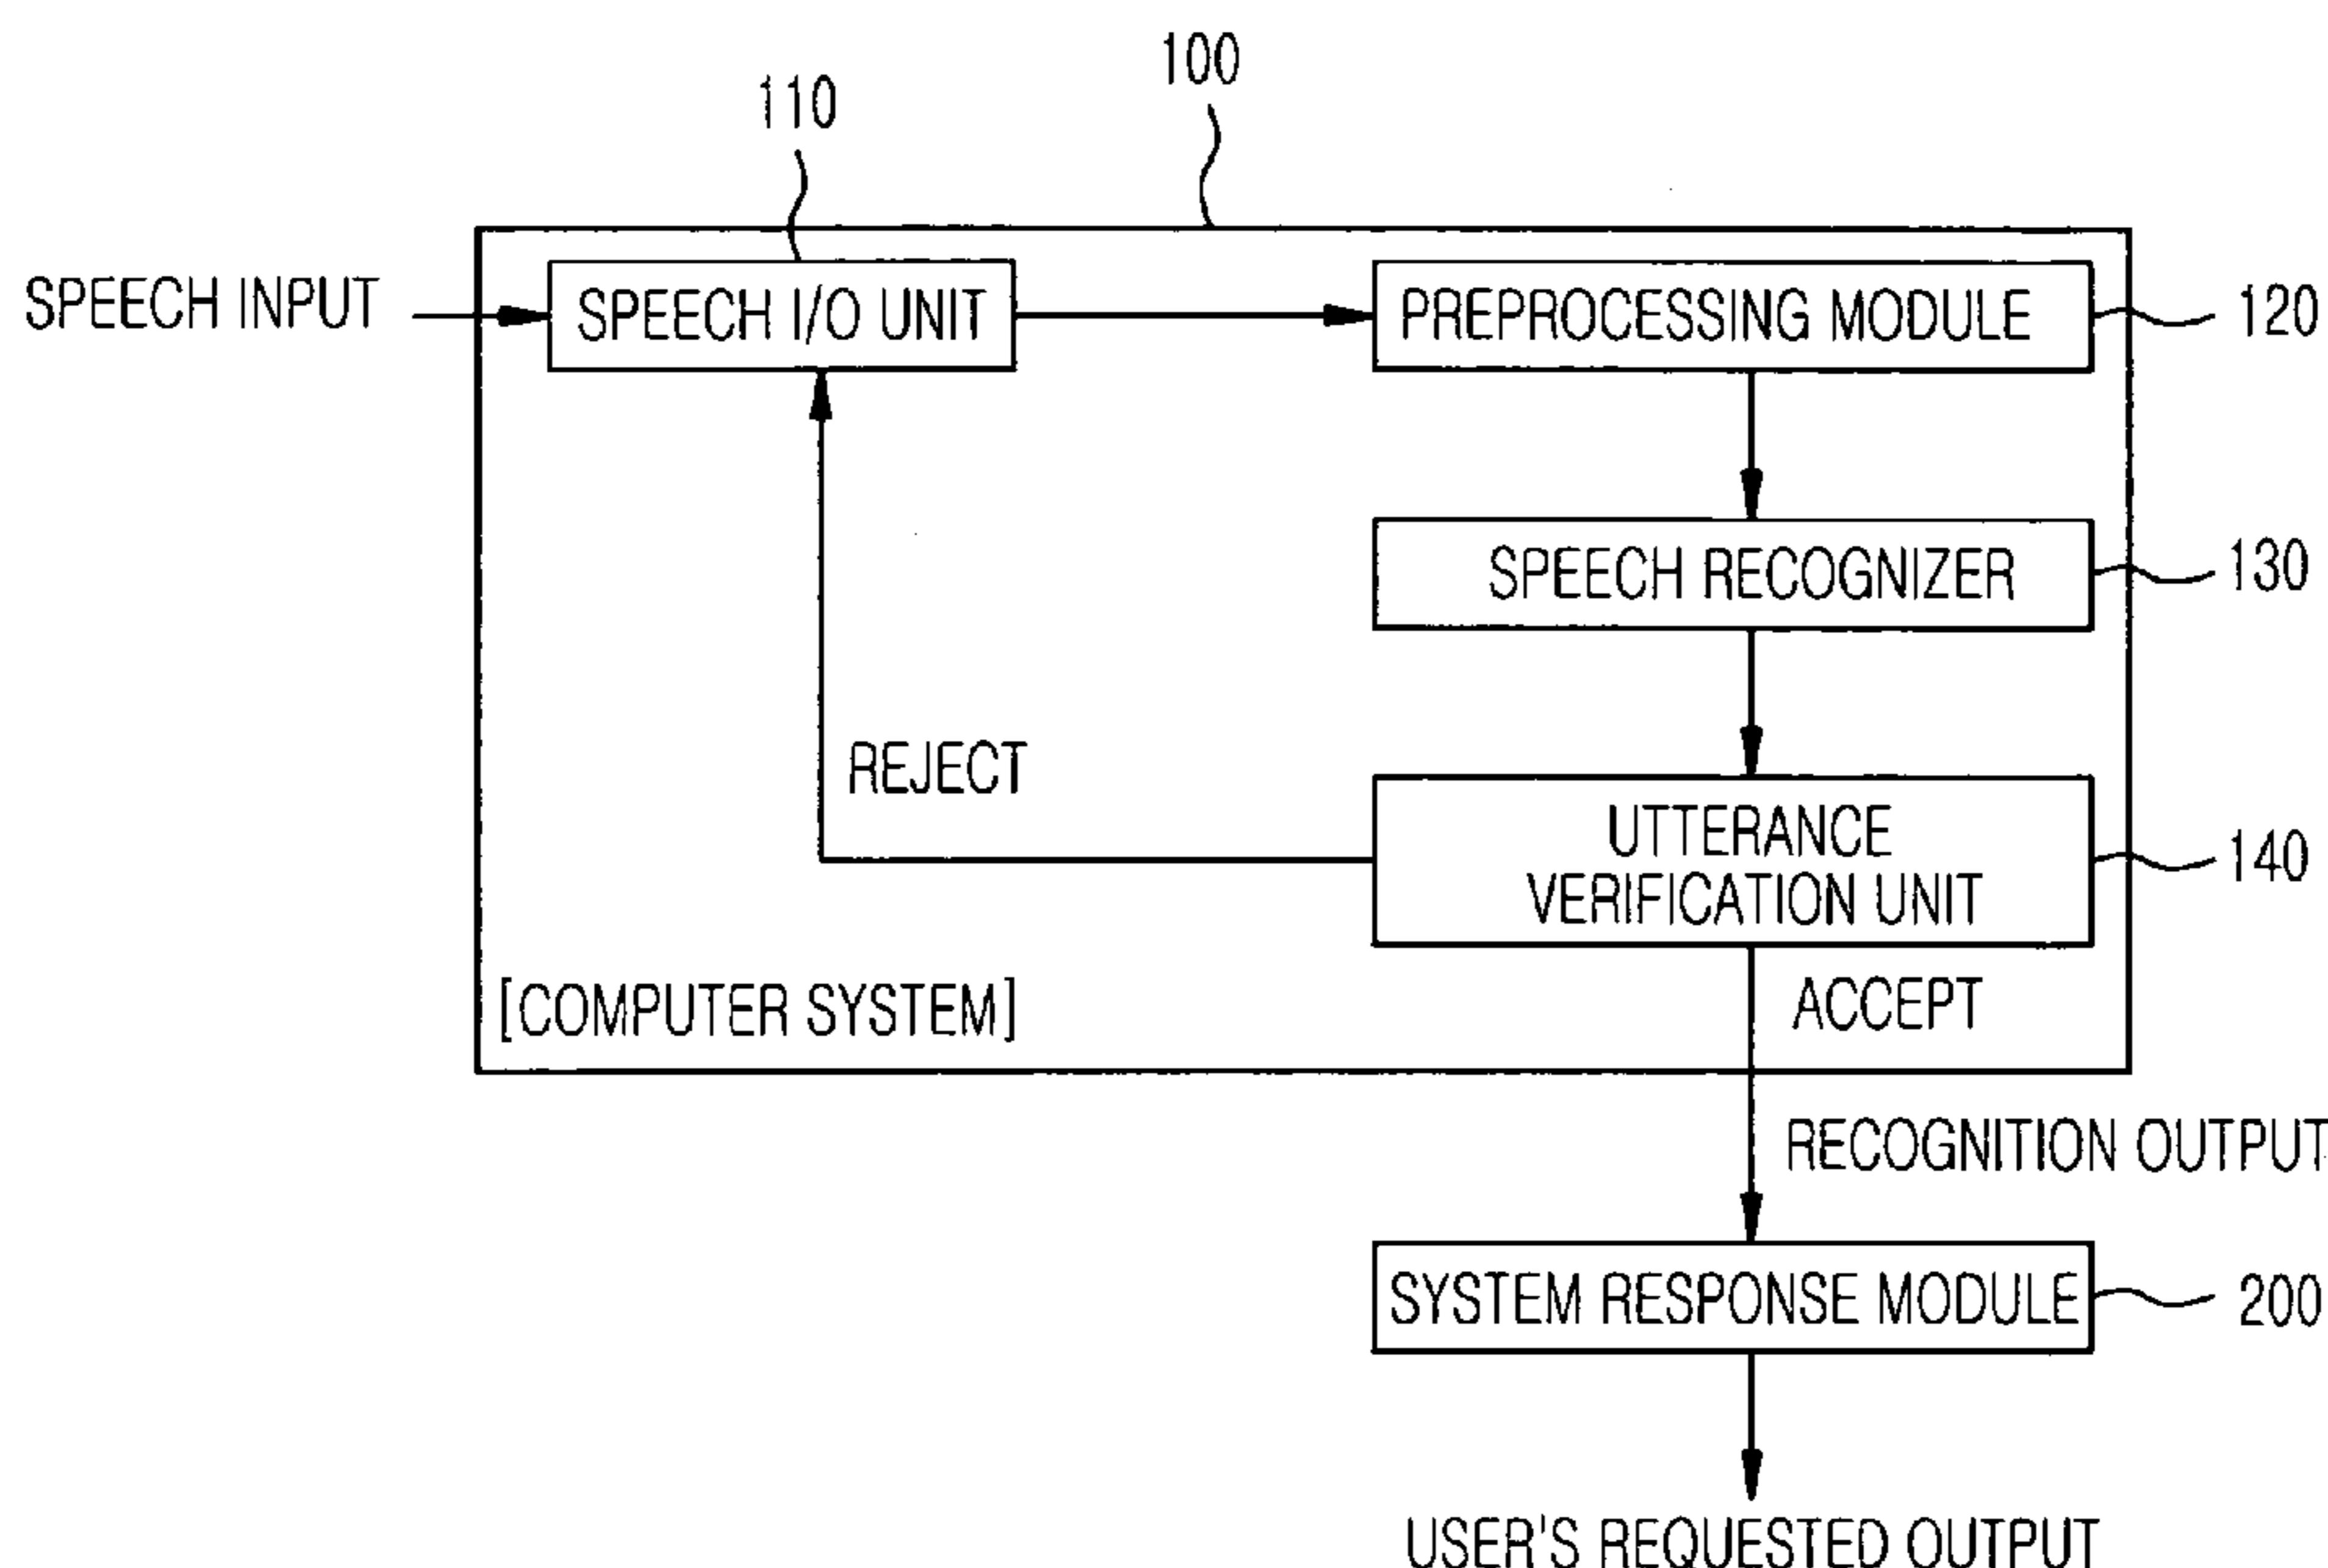 100
110
SPEECH INPUT
SPEECH I/O UNIT
PREPROCESSING MODULE
120
SPEECH RECOGNIZER
130
REJECT
UTTERANCE
VERIFICATION UNIT
140
[COMPUTER SYSTEM]
ACCEPT
RECOGNITION OUTPUT
SYSTEM RESPONSE MODULE
200
USER'S REQUESTED OUTPUT